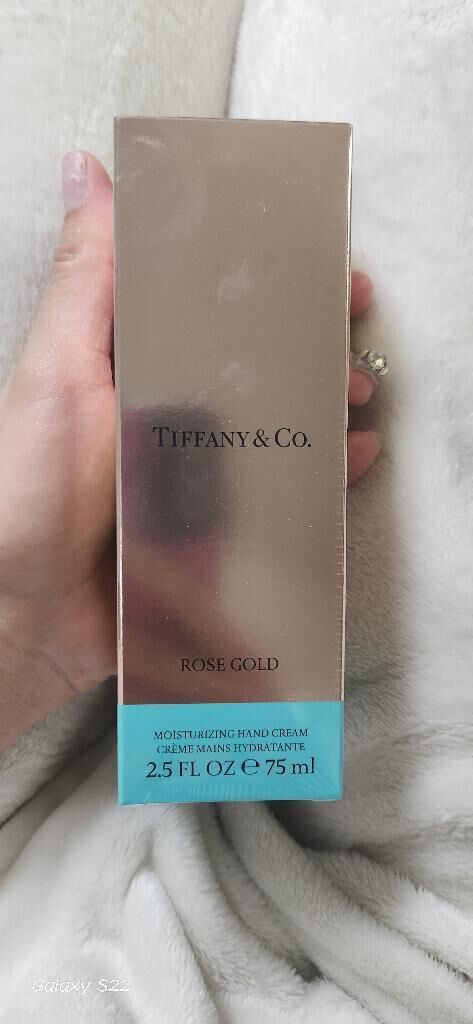 TIFFANY & CO.
ROSE GOLD
MOISTURIZING HAND CREAM
CRÈME MAINS HYDRATANTE
2.5 FL OZ ℮ 75 ml
Galaxy S22